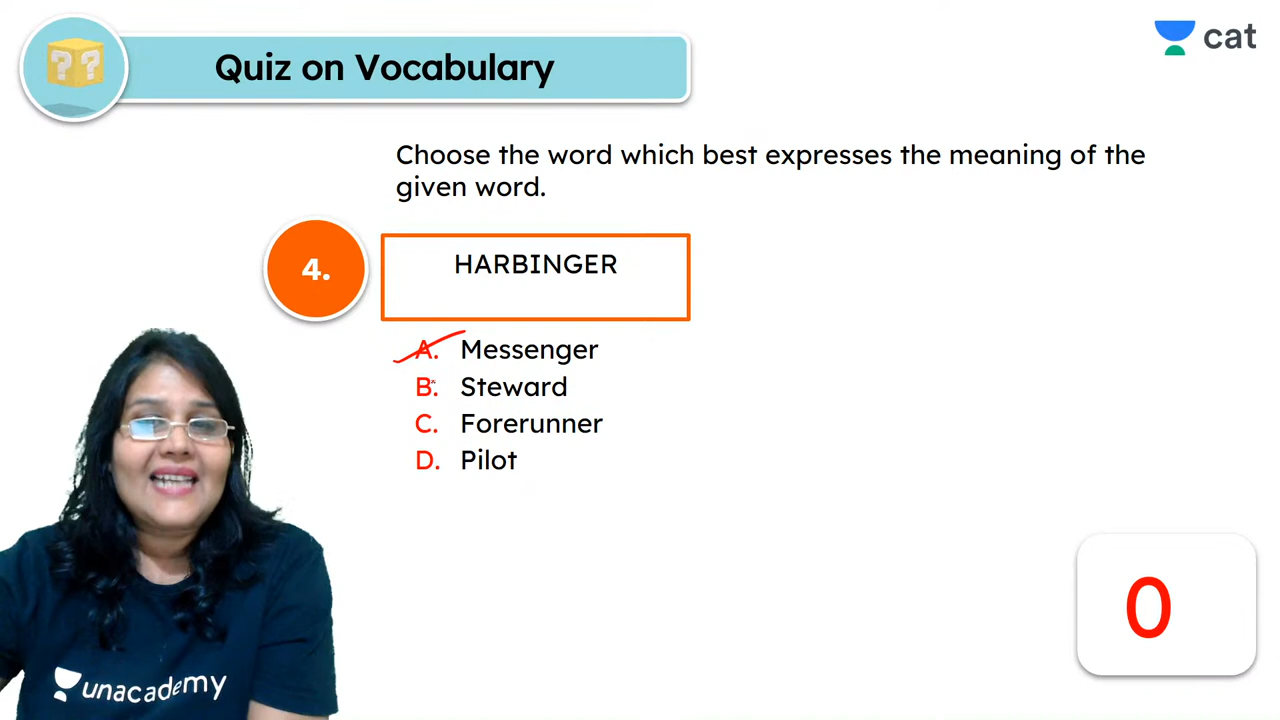 Quiz on Vocabulary
cat
Choose the word which best expresses the meaning of the
given word.
4.
HARBINGER
A. Messenger
B. Steward
C. Forerunner
D. Pilot
0
unacademy